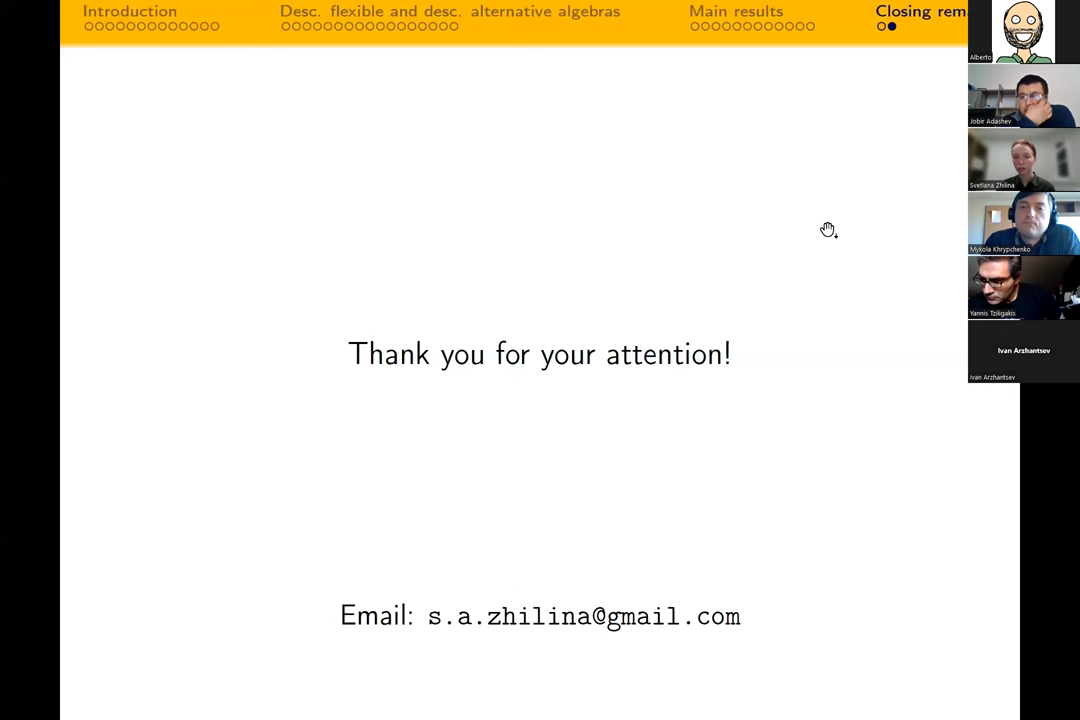 Introduction
Desc. flexible and desc. alternative algebras
Main results
Closing rem
Alberto
Jobir Adashev
Svetlana Zhilina
Mykola Khrypchenko
Yannis Tziligakis
Ivan Arzhantsev
Ivan Arzhantsev
Thank you for your attention!
Email: s.a.zhilina@gmail.com